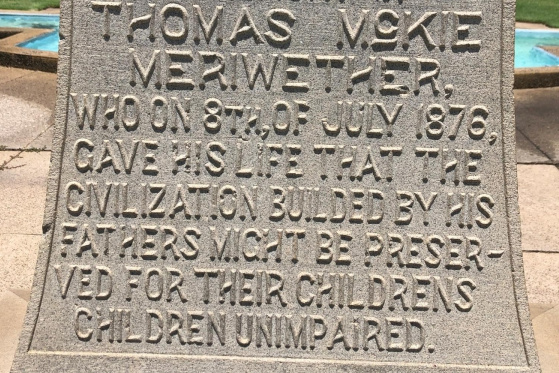 THOMAS McKIE
MERIWETHER,
WHO ON 8TH, OF JULY 1876,
GAVE HIS LIFE THAT THE
CIVILIZATION BUILDED BY HIS
FATHERS MIGHT BE PRESER-
VED FOR THEIR CHILDRENS
CHILDREN UNIMPAIRED.